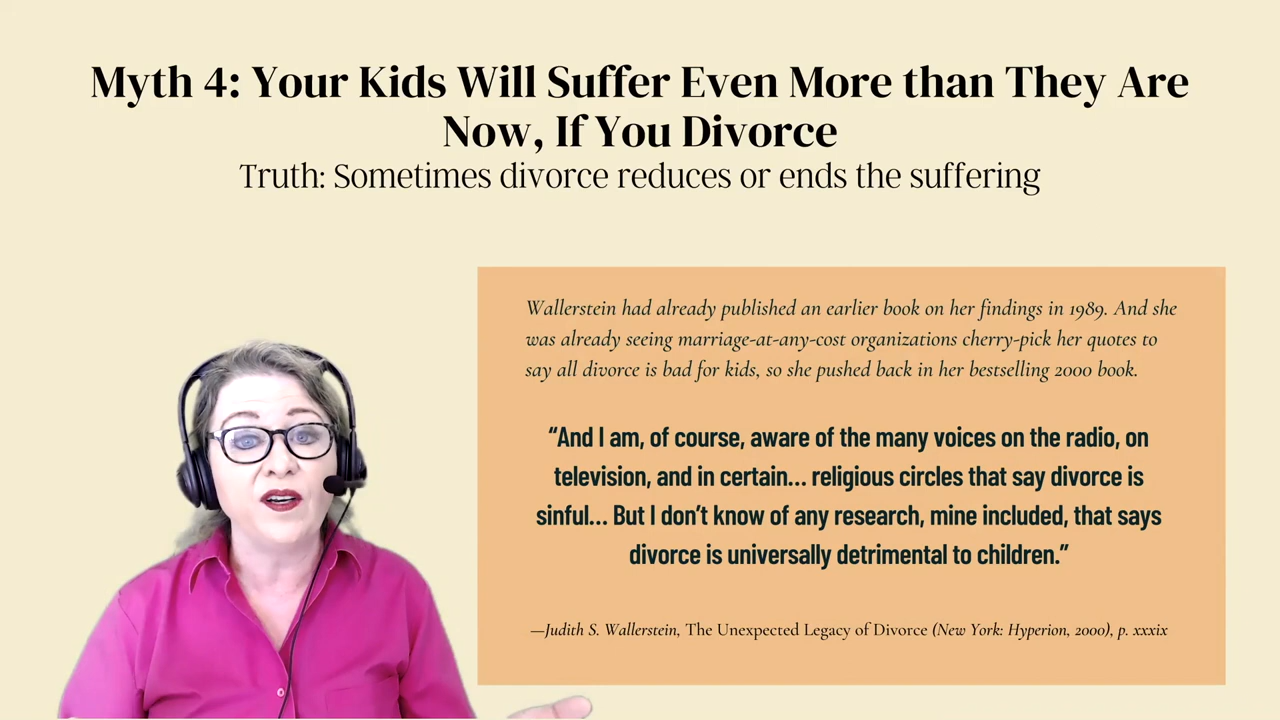 Myth 4: Your Kids Will Suffer Even More than They Are
Now, If You Divorce
Truth: Sometimes divorce reduces or ends the suffering
Wallerstein had already published an earlier book on her findings in 1989. And she
was already seeing marriage-at-any-cost organizations cherry-pick her quotes to
say all divorce is bad for kids, so she pushed back in her bestselling 2000 book.
“And I am, of course, aware of the many voices on the radio, on
television, and in certain... religious circles that say divorce is
sinful... But I don’t know of any research, mine included, that says
divorce is universally detrimental to children.”
—Judith S. Wallerstein, The Unexpected Legacy of Divorce (New York: Hyperion, 2000), p. xxxix